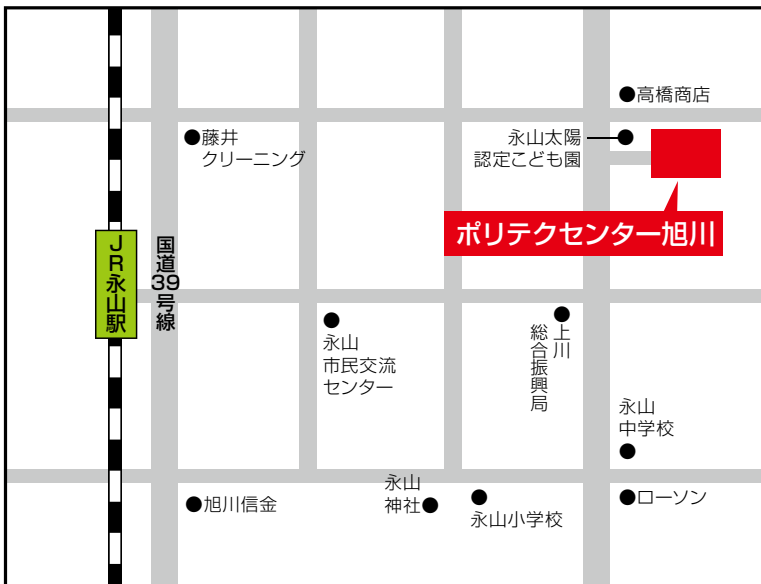 高橋商店
藤井
クリーニング
永山太陽
認定こども園
ポリテクセンター旭川
JR永山駅
国道39号線
永山
市民交流
センター
上川
総合振興局
永山
中学校
旭川信金
永山
神社
永山小学校
ローソン